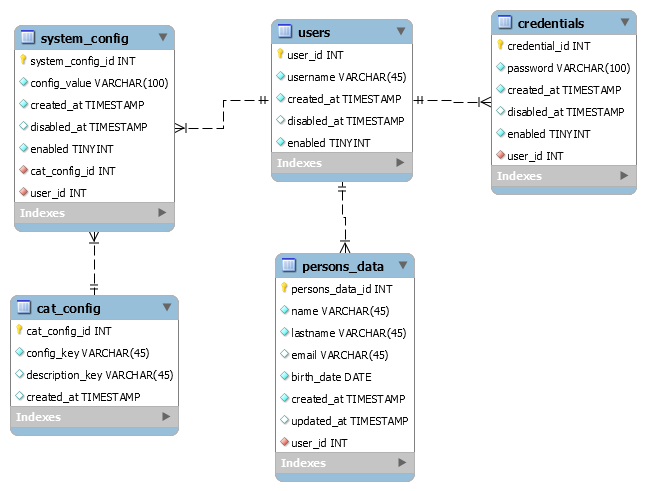 system_config
system_config_id INT
config_value VARCHAR(100)
created_at TIMESTAMP
disabled_at TIMESTAMP
enabled TINYINT
cat_config_id INT
user_id INT
Indexes
users
user_id INT
username VARCHAR(45)
created_at TIMESTAMP
disabled_at TIMESTAMP
enabled TINYINT
Indexes
credentials
credential_id INT
password VARCHAR(100)
created_at TIMESTAMP
disabled_at TIMESTAMP
enabled TINYINT
user_id INT
Indexes
cat_config
cat_config_id INT
config_key VARCHAR(45)
description_key VARCHAR(45)
created_at TIMESTAMP
Indexes
persons_data
persons_data_id INT
name VARCHAR(45)
lastname VARCHAR(45)
email VARCHAR(45)
birth_date DATE
created_at TIMESTAMP
updated_at TIMESTAMP
user_id INT
Indexes